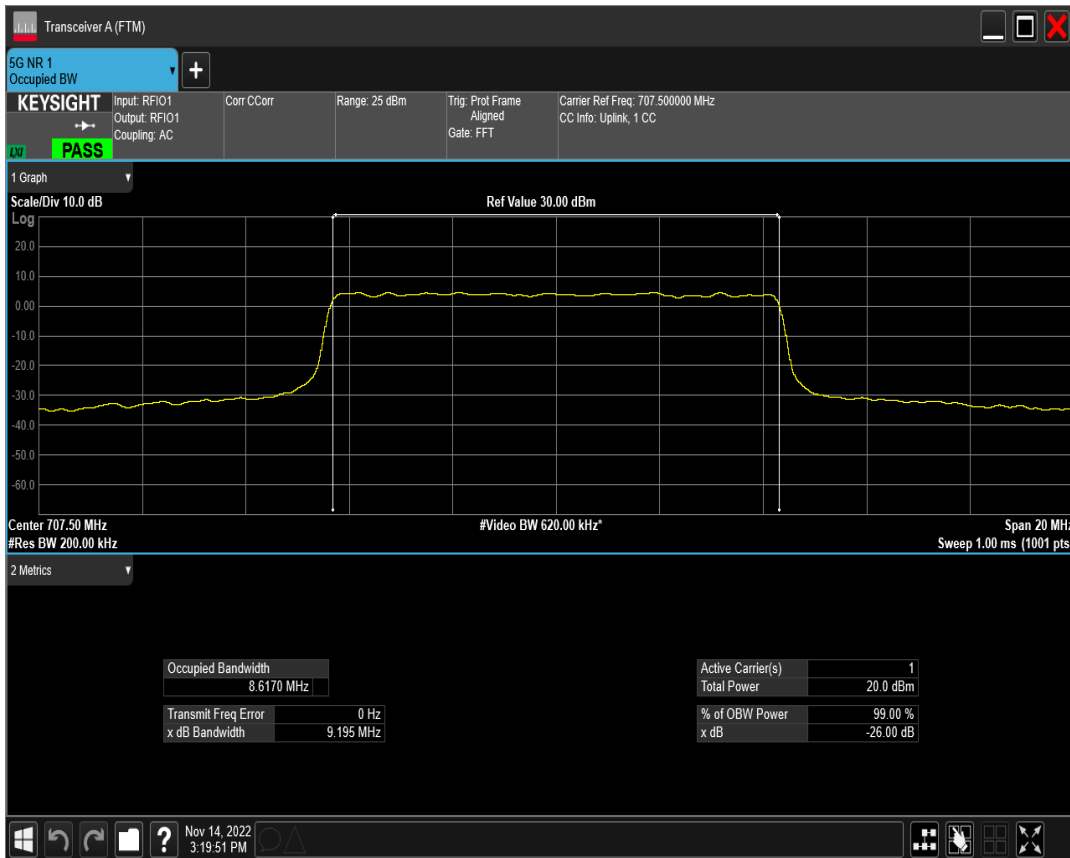 Transceiver A (FTM)
5G NR 1
Occupied BW
+
KEYSIGHT
LXI
PASS
Input: RFIO1
Output: RFIO1
Coupling: AC
Corr CCorr
Range: 25 dBm
Trig: Prot Frame
Aligned
Gate: FFT
Carrier Ref Freq: 707.500000 MHz
CC Info: Uplink, 1 CC
1 Graph
Scale/Div 10.0 dB
Ref Value 30.00 dBm
Log
20.0
10.0
0.00
-10.0
-20.0
-30.0
-40.0
-50.0
-60.0
Center 707.50 MHz
#Video BW 620.00 kHz*
Span 20 MHz
#Res BW 200.00 kHz
Sweep 1.00 ms (1001 pts
2 Metrics
Occupied Bandwidth
8.6170 MHz
Transmit Freq Error 0 Hz
x dB Bandwidth 9.195 MHz
Active Carrier(s) 1
Total Power 20.0 dBm
% of OBW Power 99.00 %
x dB -26.00 dB
?
Nov 14, 2022
3:19:51 PM